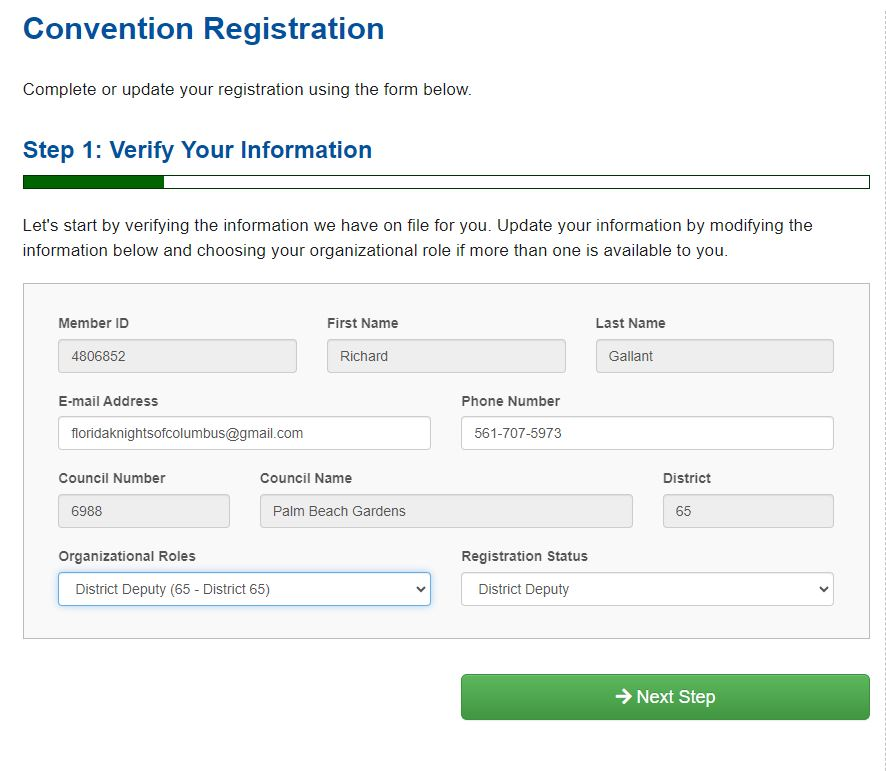 Convention Registration
Complete or update your registration using the form below.
Step 1: Verify Your Information
Let's start by verifying the information we have on file for you. Update your information by modifying the
information below and choosing your organizational role if more than one is available to you.
Member ID First Name Last Name
4806852 Richard Gallant
E-mail Address Phone Number
floridaknightsofcolumbus@gmail.com 561-707-5973
Council Number Council Name District
6988 Palm Beach Gardens 65
Organizational Roles Registration Status
District Deputy (65 - District 65) District Deputy
Next Step